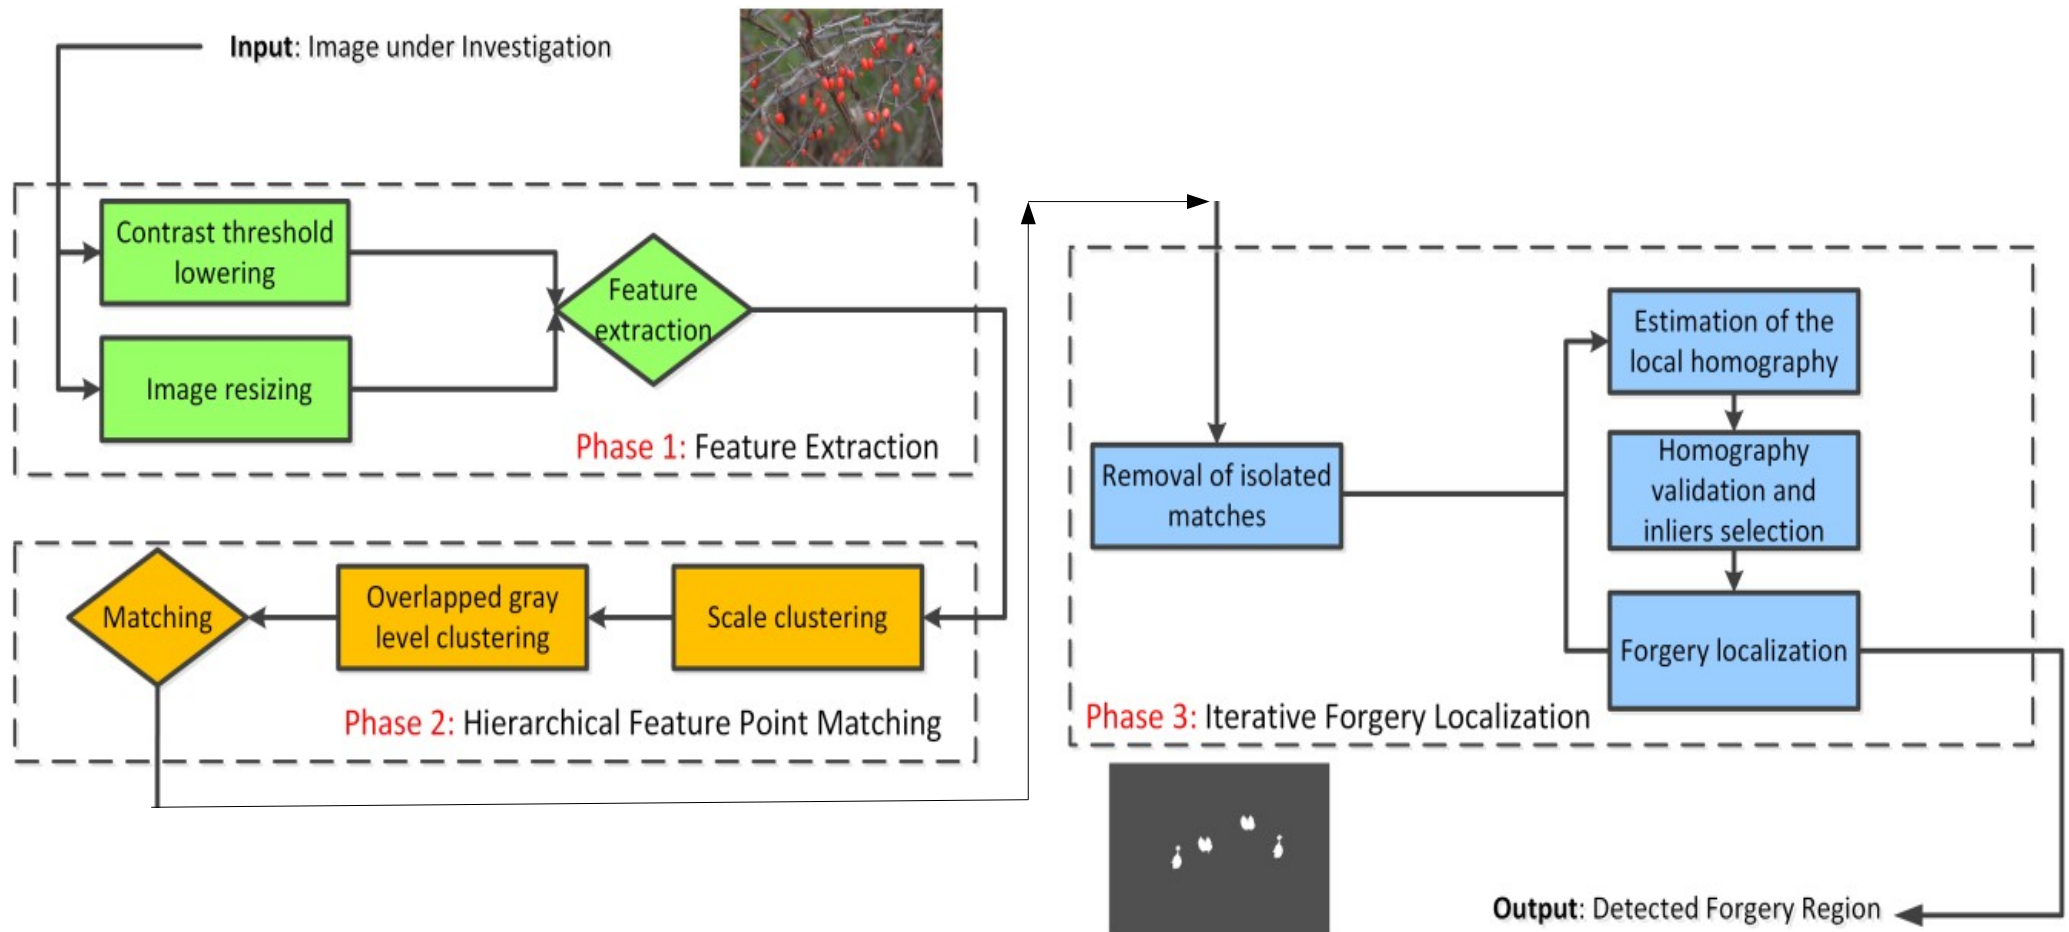 Input: Image under Investigation
Contrast threshold
lowering
Image resizing
Feature
extraction
Phase 1: Feature Extraction
Scale clustering
Overlapped gray
level clustering
Matching
Phase 2: Hierarchical Feature Point Matching
Removal of isolated
matches
Estimation of the
local homography
Homography
validation and
inliers selection
Forgery localization
Phase 3: Iterative Forgery Localization
Output: Detected Forgery Region